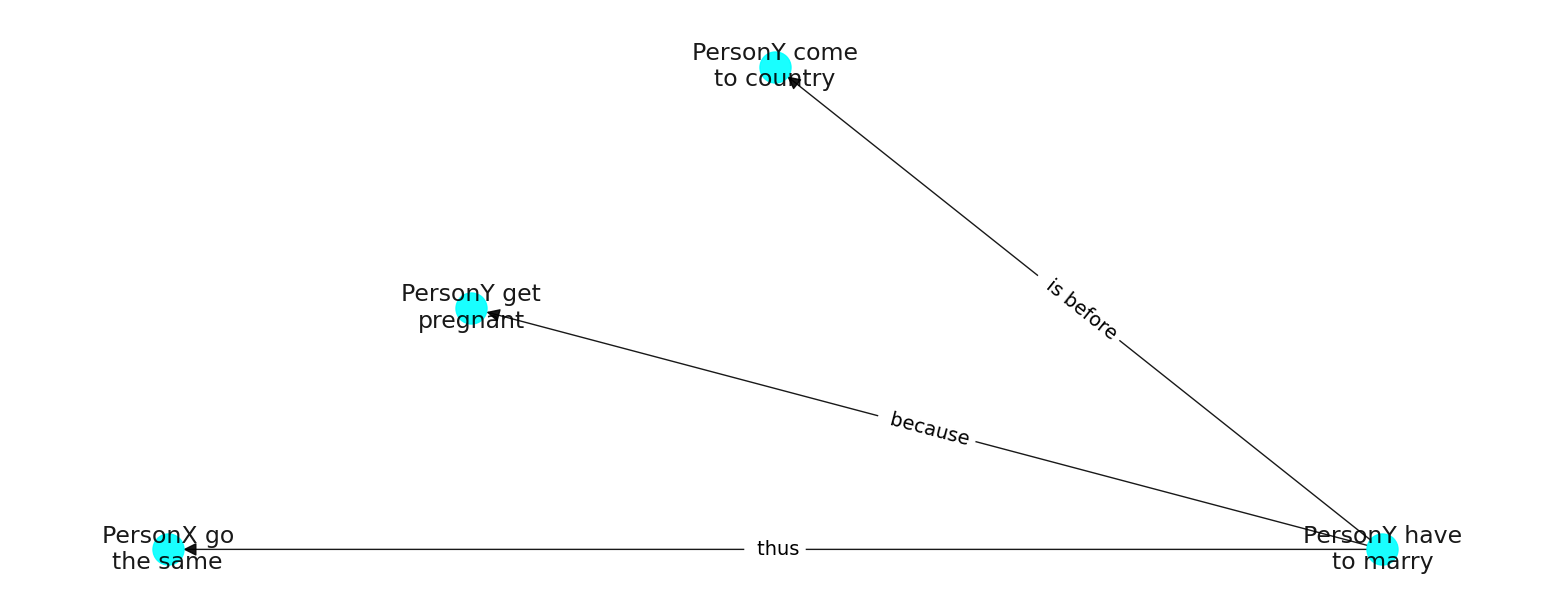 PersonY come
to country
is before
PersonY get
pregnant
because
PersonX go
the same
thus
PersonY have
to marry